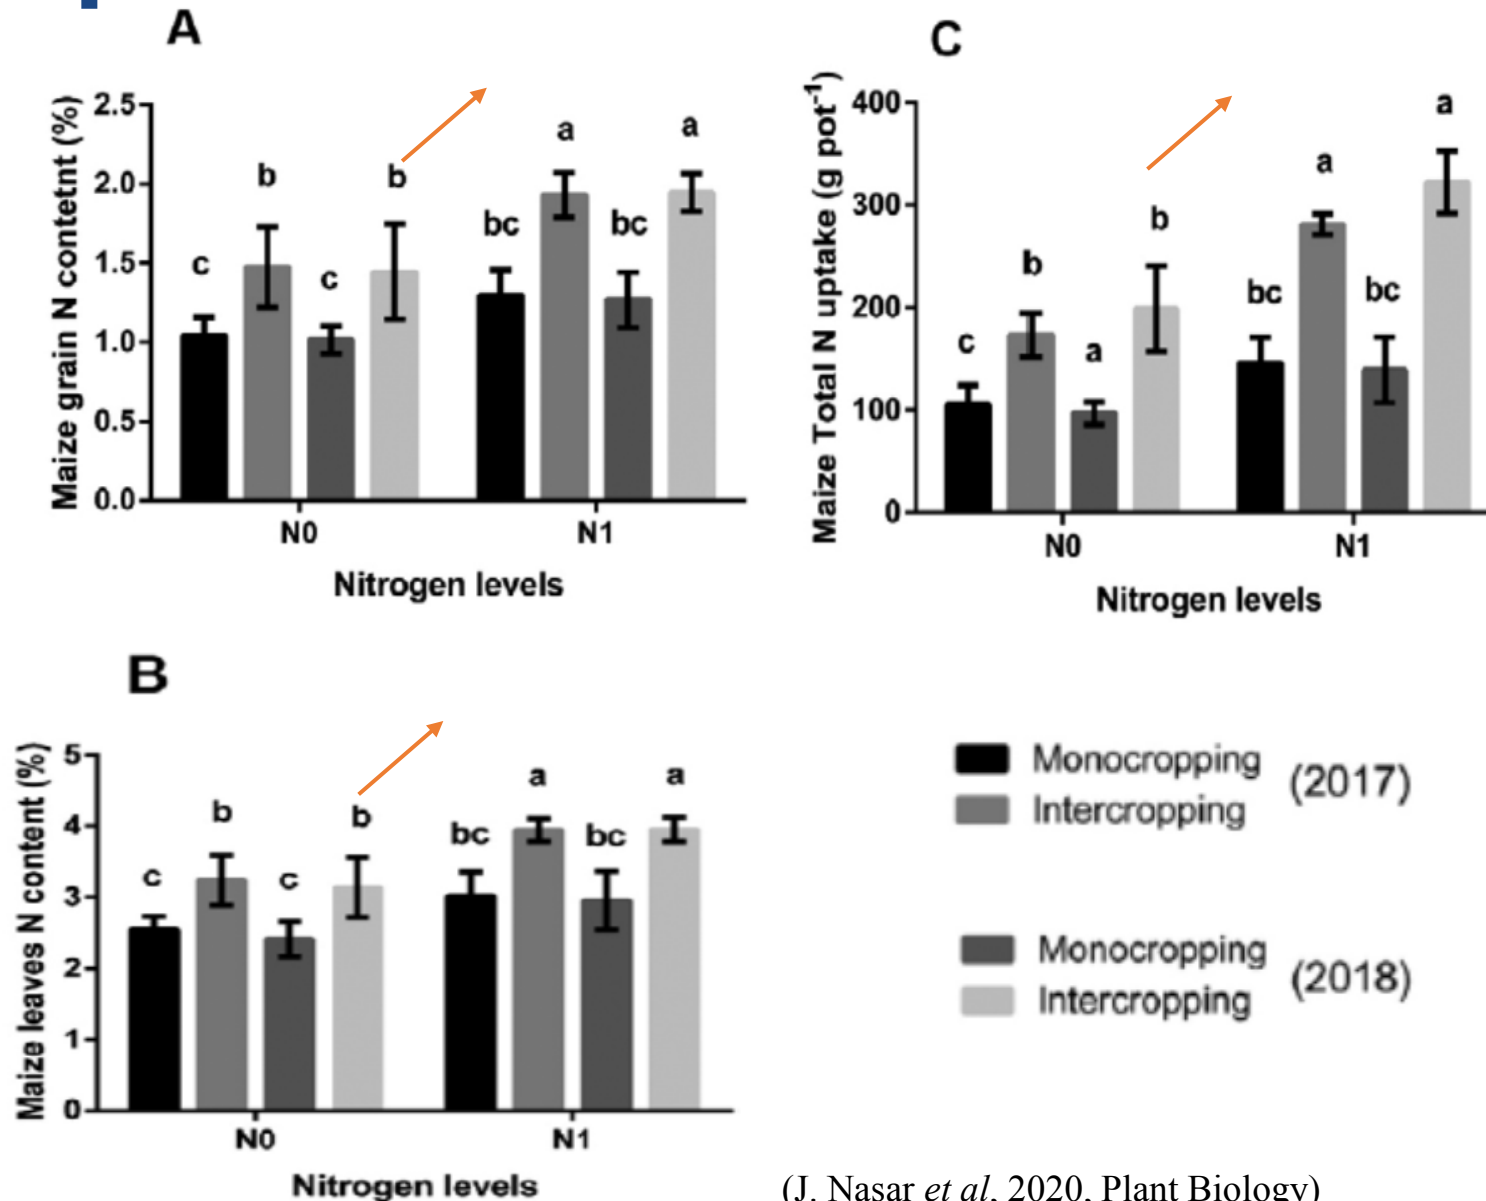 A
Maize grain N contetnt (%)
2.5
2.0
1.5
1.0
0.5
0.0
c
b
c
b
bc
a
bc
a
N0
N1
Nitrogen levels
C
Maize Total N uptake (g pot⁻¹)
400
300
200
100
0
c
b
a
b
bc
a
bc
a
N0
N1
Nitrogen levels
B
Maize leaves N content (%)
5
4
3
2
1
0
c
b
c
b
bc
a
bc
a
N0
N1
Nitrogen levels
Monocropping
Intercropping
(2017)
Monocropping
Intercropping
(2018)
(J. Nasar et al, 2020, Plant Biology)